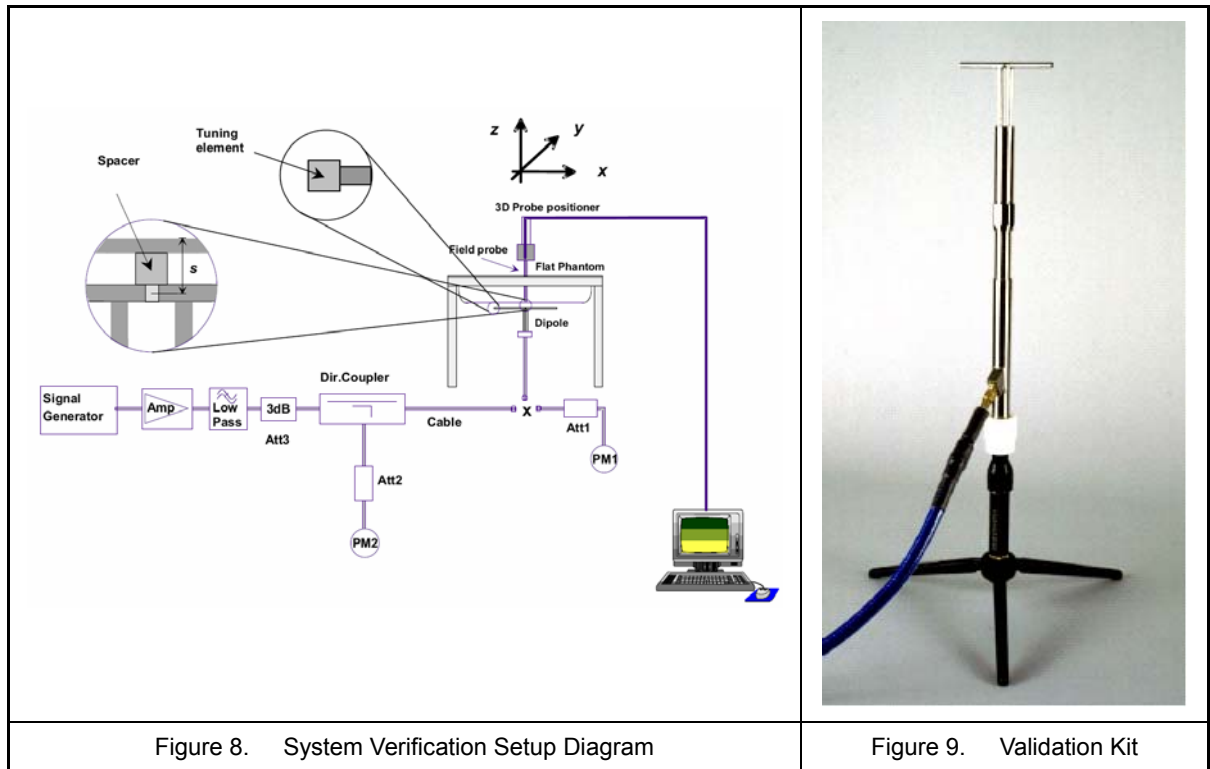 z
y
x
Tuning
element
Spacer
s
3D Probe positioner
Field probe
Flat Phantom
Dipole
Dir.Coupler
Signal
Generator
Amp
Low
Pass
3dB
Att3
Cable
x
Att1
PM1
Att2
PM2
Figure 8. System Verification Setup Diagram
Figure 9. Validation Kit